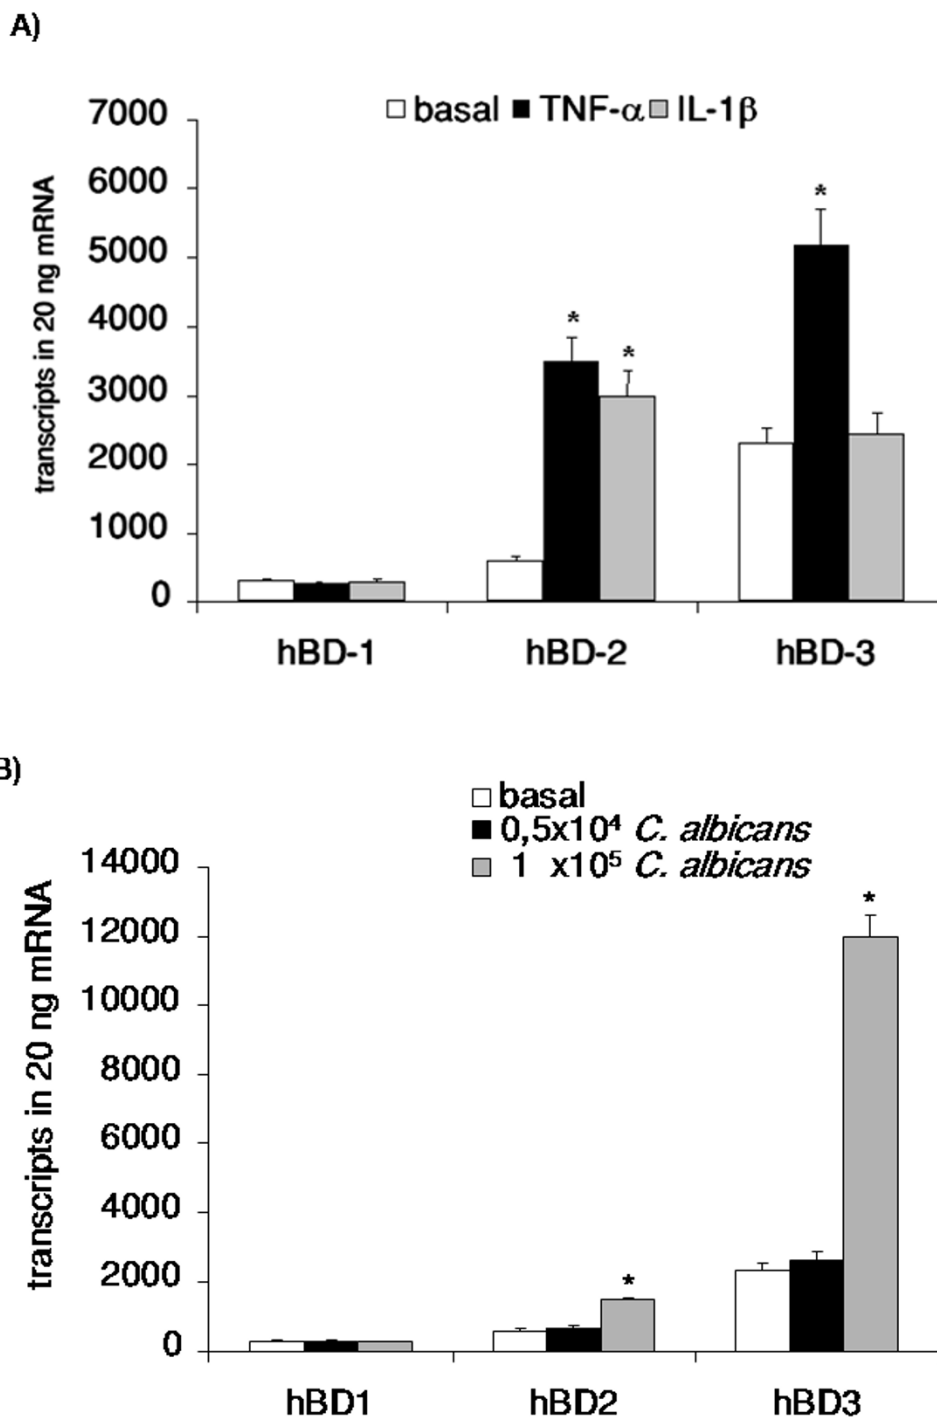 A)
basal TNF-α IL-1β
7000
6000
5000
4000
3000
2000
1000
0
transcripts in 20 ng mRNA
*
*
*
hBD-1 hBD-2 hBD-3
B)
basal
0,5x10⁴ C. albicans
1 x10⁵ C. albicans
14000
12000
10000
8000
6000
4000
2000
0
transcripts in 20 ng mRNA
*
*
hBD1 hBD2 hBD3